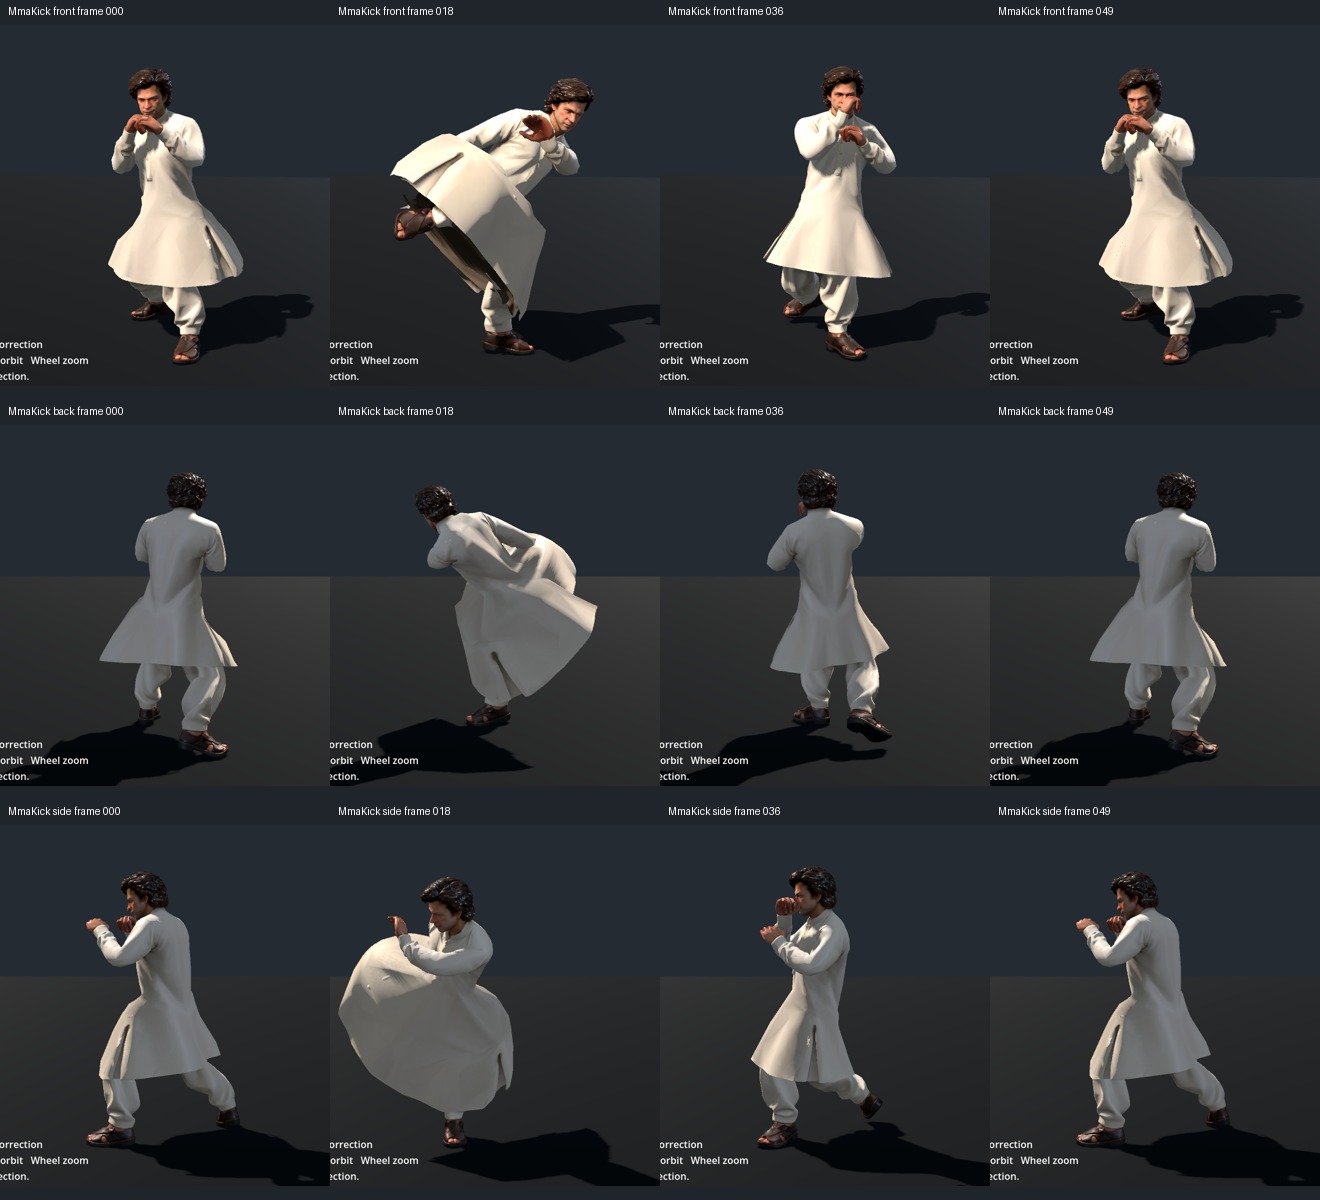 MmaKick front frame 000
MmaKick front frame 018
MmaKick front frame 036
MmaKick front frame 049
orrection
orbit Wheel zoom
ection.
orrection
orbit Wheel zoom
ection.
orrection
orbit Wheel zoom
ection.
orrection
orbit Wheel zoom
ection.
MmaKick back frame 000
MmaKick back frame 018
MmaKick back frame 036
MmaKick back frame 049
orrection
orbit Wheel zoom
ection.
orrection
orbit Wheel zoom
ection.
orrection
orbit Wheel zoom
ection.
orrection
orbit Wheel zoom
ection.
MmaKick side frame 000
MmaKick side frame 018
MmaKick side frame 036
MmaKick side frame 049
orrection
orbit Wheel zoom
ection.
orrection
orbit Wheel zoom
ection.
orrection
orbit Wheel zoom
ection.
orrection
orbit Wheel zoom
ection.